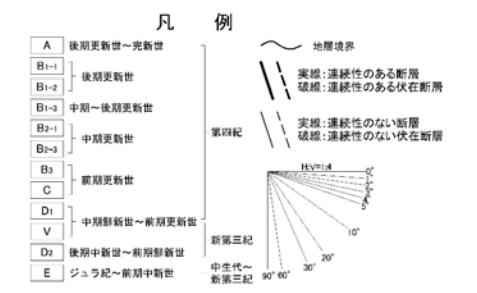 凡 例
A 後期更新世～完新世
B1-1
後期更新世
B1-2
B1-3 中期～後期更新世
B2-1
中期更新世
B2-3
B3
前期更新世
C
D1
中期鮮新世～前期更新世
V
D2 後期中新世～前期鮮新世
E ジュラ紀～前期中新世
第四紀
新第三紀
中生代～
新第三紀
地層境界
実線：連続性のある断層
破線：連続性のある伏在断層
実線：連続性のない断層
破線：連続性のない伏在断層
H:V=1:4
0°
1°
2°
3°
4°
5°
10°
20°
30°
60°
90°